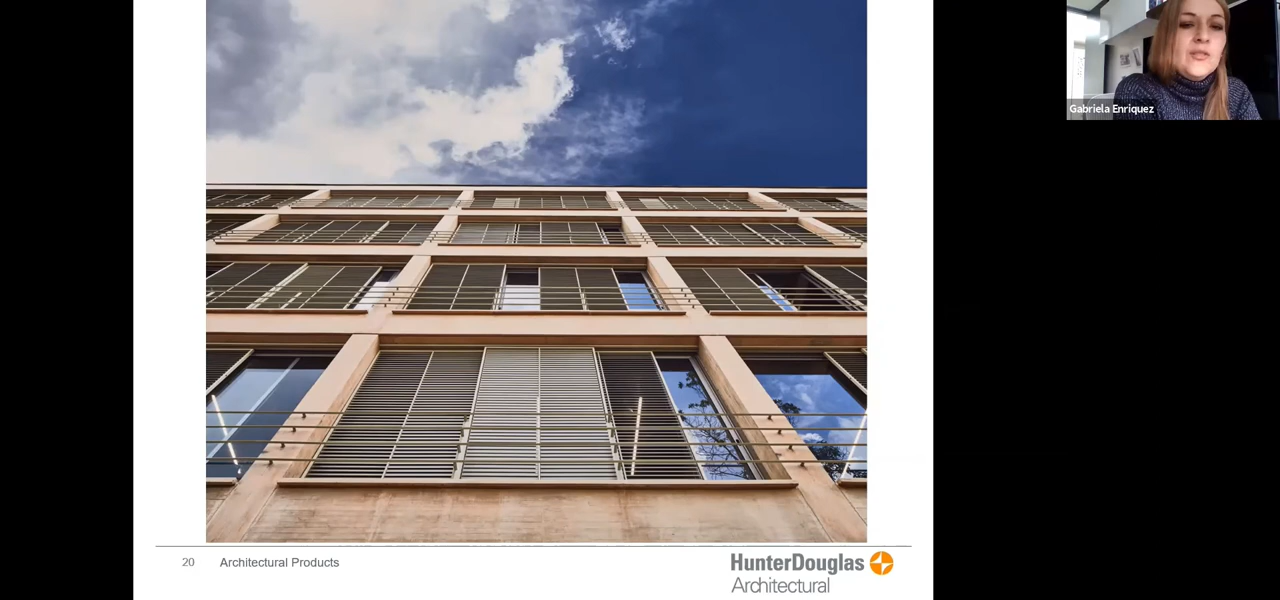 Gabriela Enriquez
20 Architectural Products
HunterDouglas
Architectural